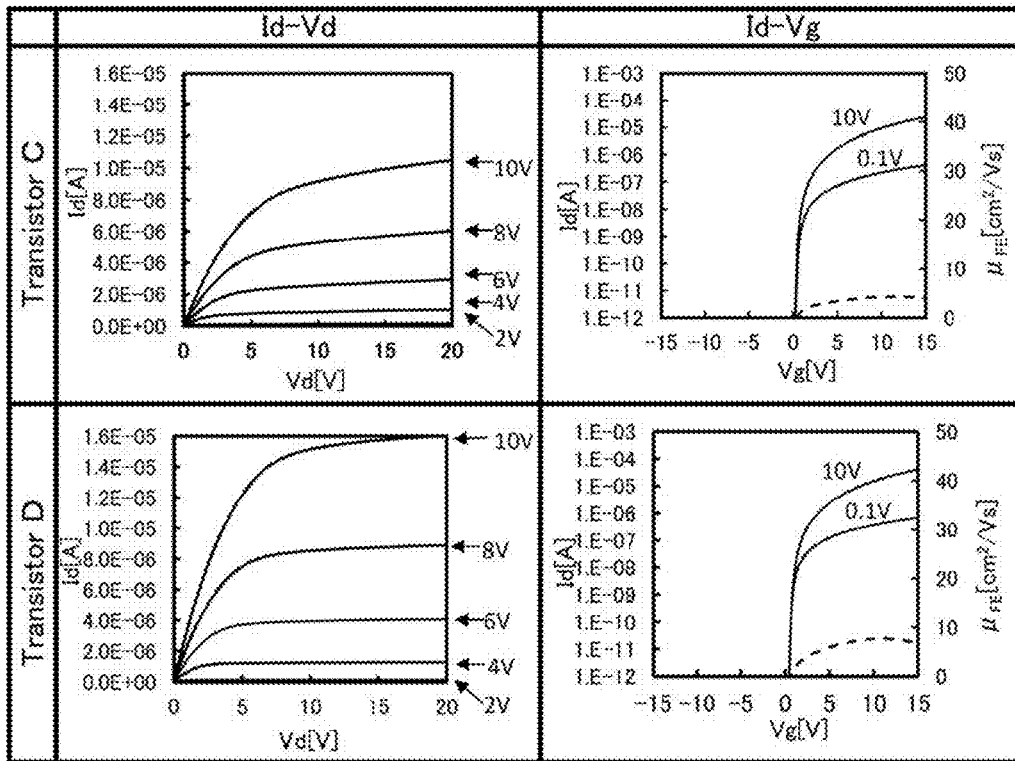 Id-Vd
Id-Vg
Transistor C
Id[A]
1.6E-05
1.4E-05
1.2E-05
1.0E-05
8.0E-06
6.0E-06
4.0E-06
2.0E-06
0.0E+00
0 5 10 15 20
Vd[V]
10V
8V
6V
4V
2V
Id[A]
1.E-03
1.E-04
1.E-05
1.E-06
1.E-07
1.E-08
1.E-09
1.E-10
1.E-11
1.E-12
-15 -10 -5 0 5 10 15
Vg[V]
10V
0.1V
50
40
30
20
10
0
μFE[cm²/Vs]
Transistor D
Id[A]
1.6E-05
1.4E-05
1.2E-05
1.0E-05
8.0E-06
6.0E-06
4.0E-06
2.0E-06
0.0E+00
0 5 10 15 20
Vd[V]
10V
8V
6V
4V
2V
Id[A]
1.E-03
1.E-04
1.E-05
1.E-06
1.E-07
1.E-08
1.E-09
1.E-10
1.E-11
1.E-12
-15 -10 -5 0 5 10 15
Vg[V]
10V
0.1V
50
40
30
20
10
0
μFE[cm²/Vs]